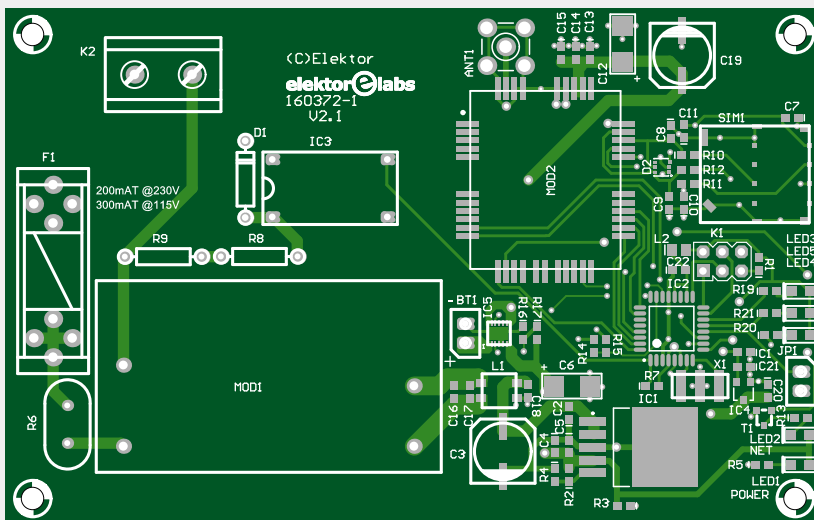 K2
(C)Elektor
elektor e labs
160372-1
V2.1
ANT1
C15
C14
C13
C12
+
C19
F1
200mAT @230V
300mAT @115V
D1
IC3
MOD2
C8
C11
SIM1
C7
D2
R10
R12
R11
C9
C10
R9
R8
L2
C22
IC2
K1
R1
LED3
LED5
LED4
R19
R21
R20
-BT1
+
IC5
R16
R17
R14
R15
C1
C21
JP1
MOD1
L1
C6
+
R7
IC1
X1
IC4
C20
R13
T1
R6
C16
C17
C18
C2
C5
C4
C3
R4
R2
R3
R5
LED2
NET
LED1
POWER